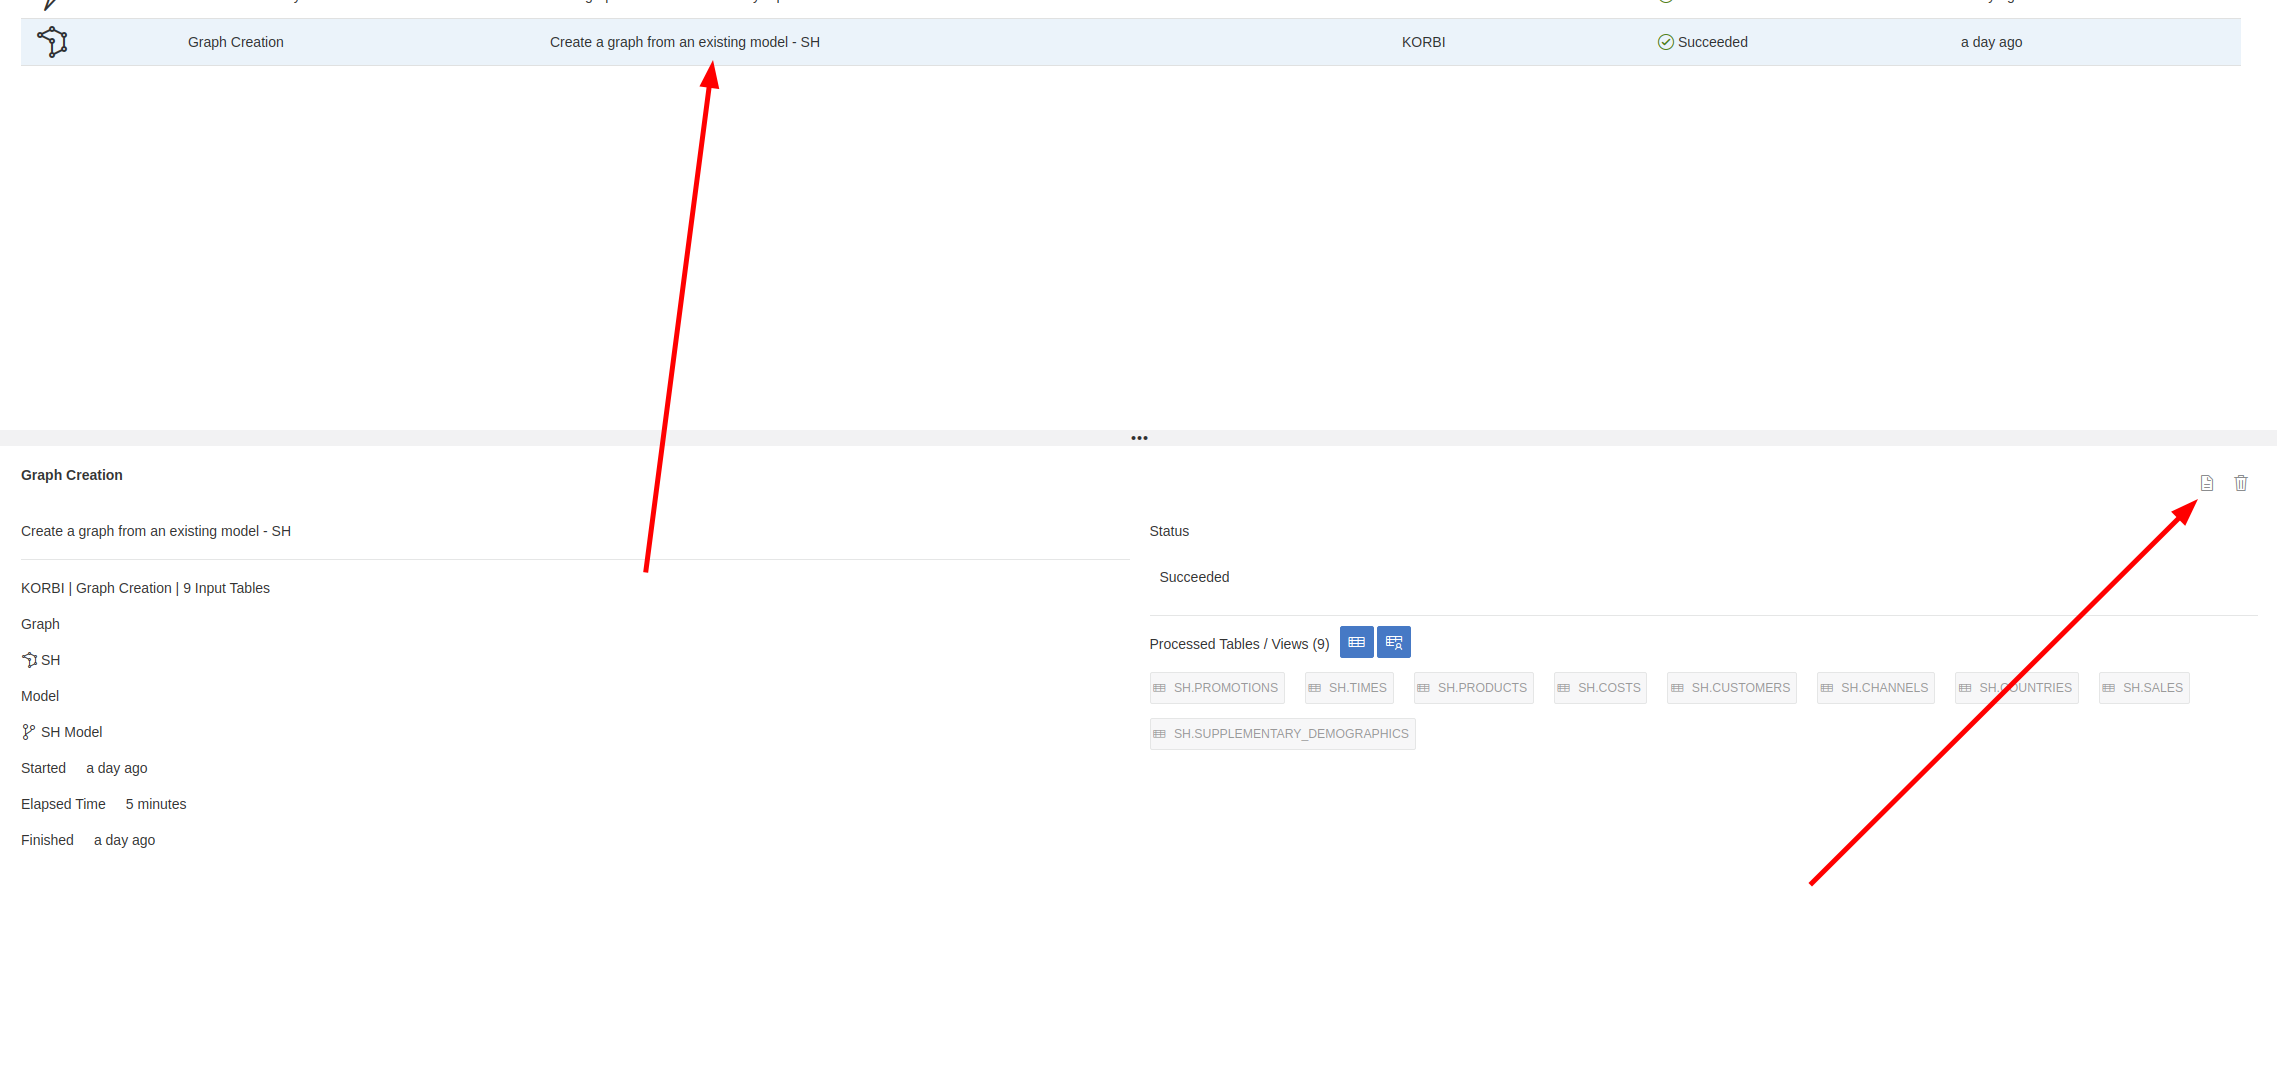 Graph Creation Create a graph from an existing model - SH KORBI Succeeded a day ago
Graph Creation
Create a graph from an existing model - SH
Status
Succeeded
KORBI | Graph Creation | 9 Input Tables
Graph
SH
Model
SH Model
Started a day ago
Elapsed Time 5 minutes
Finished a day ago
Processed Tables / Views (9)
SH.PROMOTIONS SH.TIMES SH.PRODUCTS SH.COSTS SH.CUSTOMERS SH.CHANNELS SH.COUNTRIES SH.SALES
SH.SUPPLEMENTARY_DEMOGRAPHICS